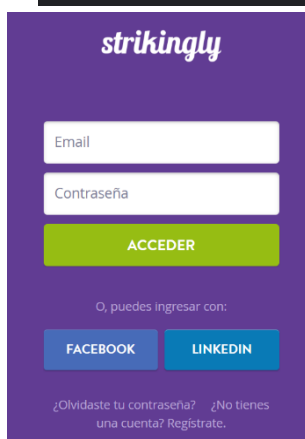 strikingly
Email
Contraseña
ACCEDER
O, puedes ingresar con:
FACEBOOK LINKEDIN
¿Olvidaste tu contraseña? ¿No tienes
una cuenta? Regístrate.